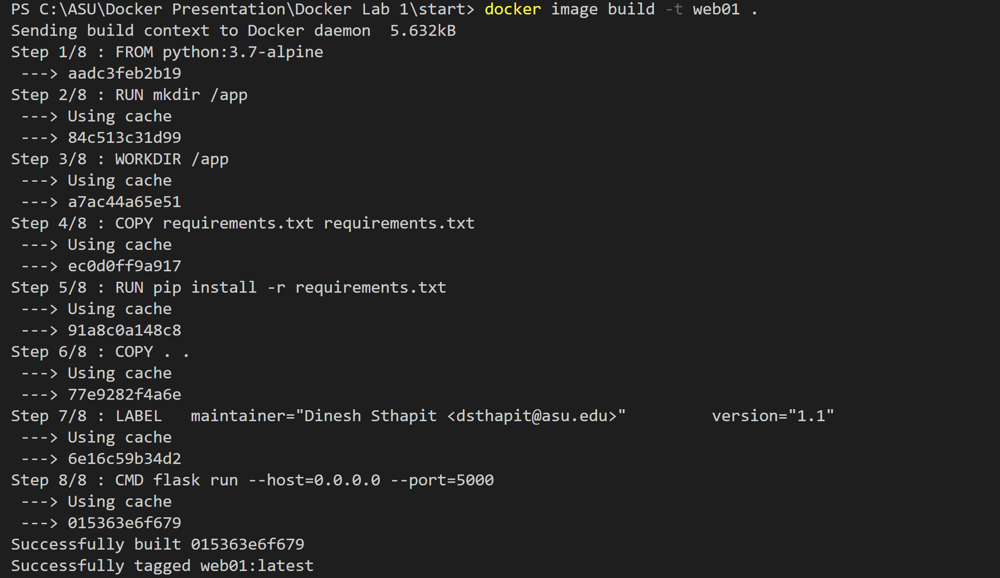 PS C:\ASU\Docker Presentation\Docker Lab 1\start> docker image build -t web01 .
Sending build context to Docker daemon  5.632kB
Step 1/8 : FROM python:3.7-alpine
 ---> aadc3feb2b19
Step 2/8 : RUN mkdir /app
 ---> Using cache
 ---> 84c513c31d99
Step 3/8 : WORKDIR /app
 ---> Using cache
 ---> a7ac44a65e51
Step 4/8 : COPY requirements.txt requirements.txt
 ---> Using cache
 ---> ec0d0ff9a917
Step 5/8 : RUN pip install -r requirements.txt
 ---> Using cache
 ---> 91a8c0a148c8
Step 6/8 : COPY . .
 ---> Using cache
 ---> 77e9282f4a6e
Step 7/8 : LABEL   maintainer="Dinesh Sthapit <dsthapit@asu.edu>"         version="1.1"
 ---> Using cache
 ---> 6e16c59b34d2
Step 8/8 : CMD flask run --host=0.0.0.0 --port=5000
 ---> Using cache
 ---> 015363e6f679
Successfully built 015363e6f679
Successfully tagged web01:latest